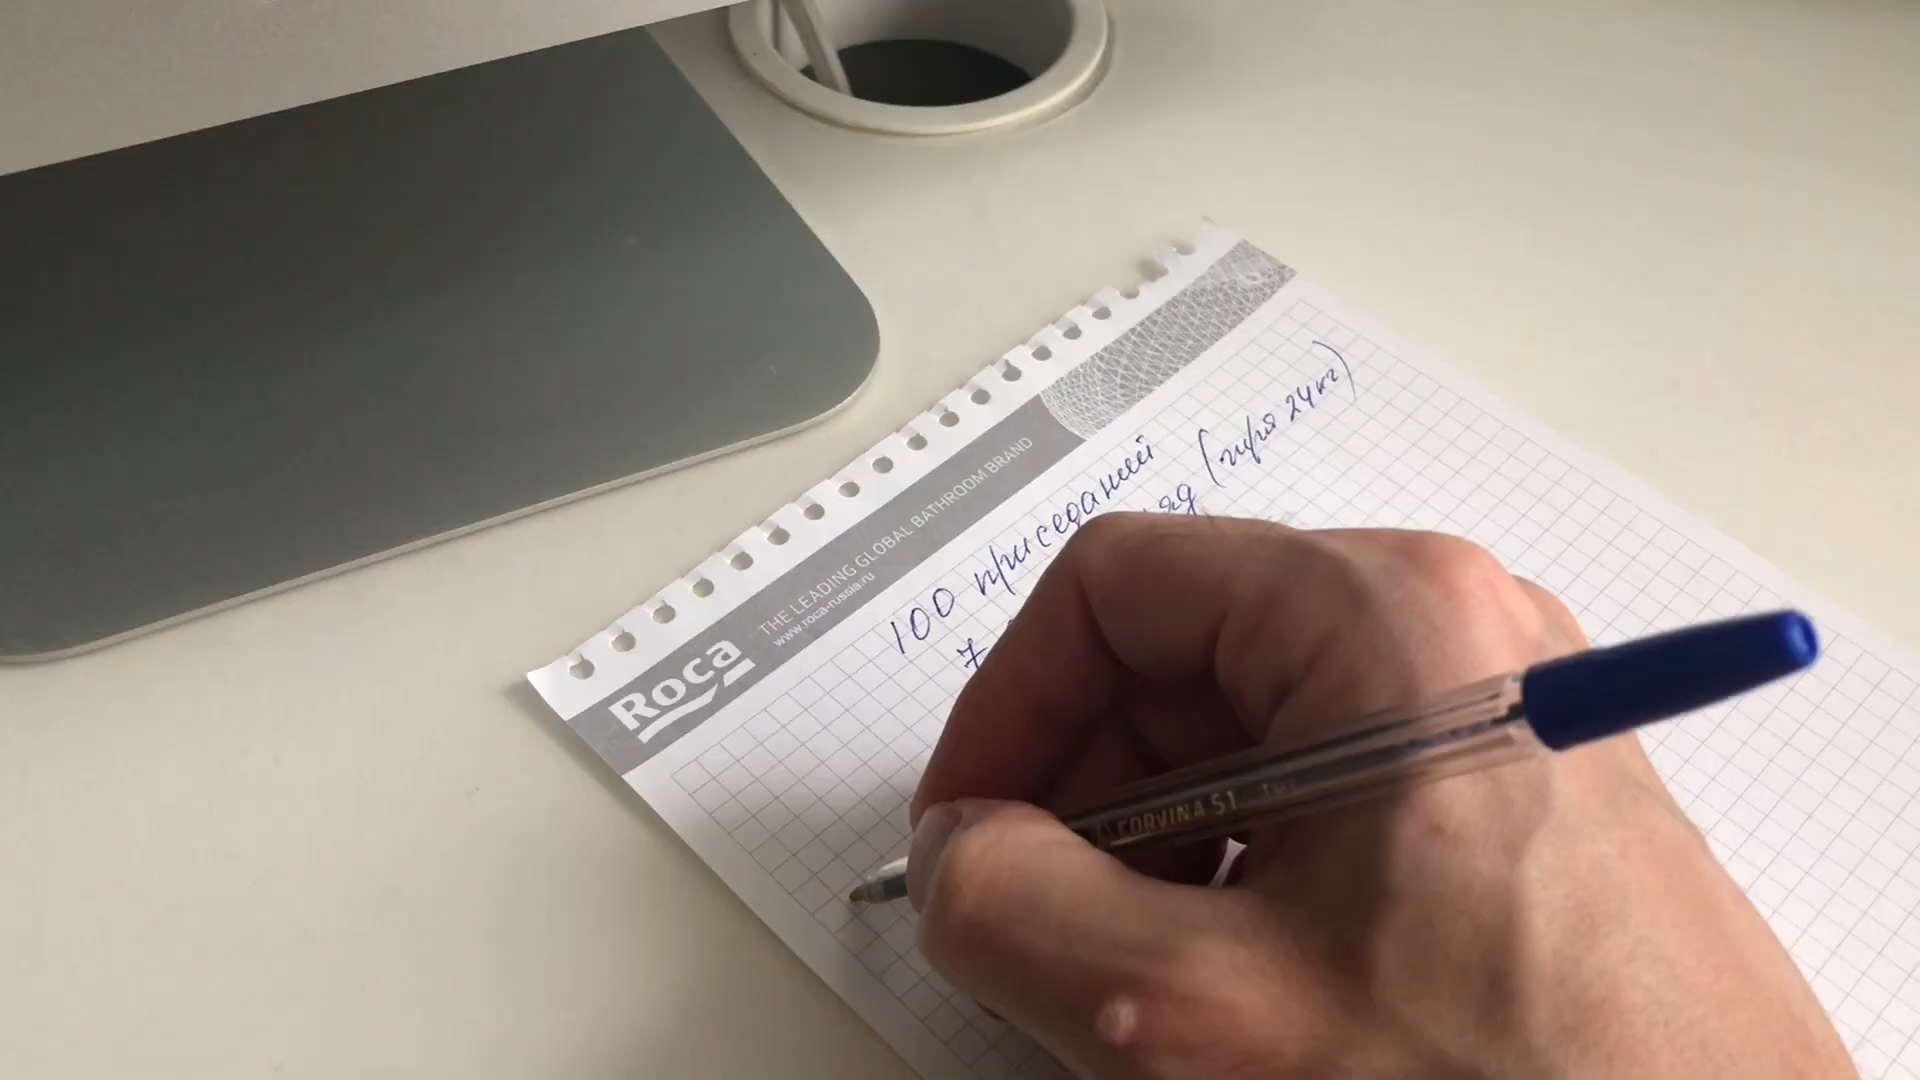 Roca
THE LEADING GLOBAL BATHROOM BRAND
www.roca-russia.ru
100 приседаний
7 (гиря 24кг)
CORVINA 51